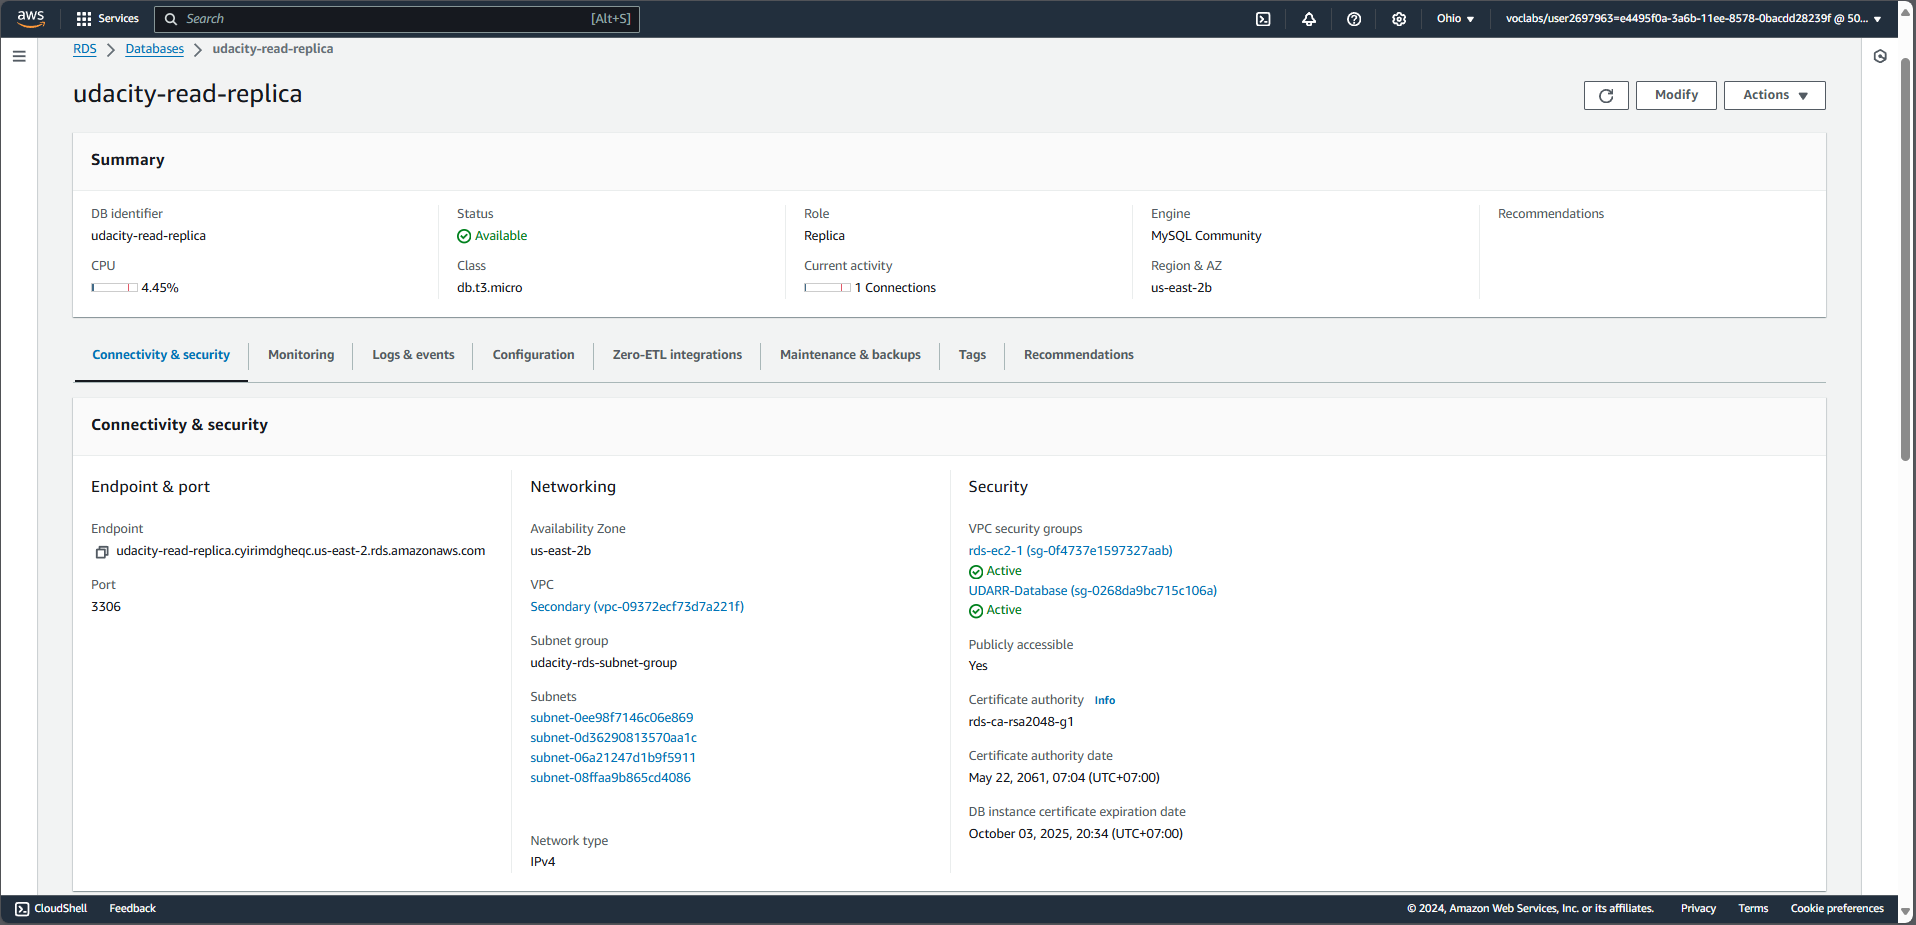 aws Services Search [Alt+S] Ohio ▼ voclabs/user2697963=e4495f0a-3a6b-11ee-8578-0bacdd28239f @ 50... ▼
RDS > Databases > udacity-read-replica
udacity-read-replica Modify Actions ▼
Summary
DB identifier Status Role Engine Recommendations
udacity-read-replica Available Replica MySQL Community
CPU Class Current activity Region & AZ
4.45% db.t3.micro 1 Connections us-east-2b
Connectivity & security Monitoring Logs & events Configuration Zero-ETL integrations Maintenance & backups Tags Recommendations
Connectivity & security
Endpoint & port
Endpoint
udacity-read-replica.cyirimdgheqc.us-east-2.rds.amazonaws.com
Port
3306
Networking
Availability Zone
us-east-2b
VPC
Secondary (vpc-09372ecf73d7a221f)
Subnet group
udacity-rds-subnet-group
Subnets
subnet-0ee98f7146c06e869
subnet-0d36290813570aa1c
subnet-06a21247d1b9f5911
subnet-08ffaa9b865cd4086
Network type
IPv4
Security
VPC security groups
rds-ec2-1 (sg-0f4737e1597327aab)
Active
UDARR-Database (sg-0268da9bc715c106a)
Active
Publicly accessible
Yes
Certificate authority Info
rds-ca-rsa2048-g1
Certificate authority date
May 22, 2061, 07:04 (UTC+07:00)
DB instance certificate expiration date
October 03, 2025, 20:34 (UTC+07:00)
CloudShell Feedback © 2024, Amazon Web Services, Inc. or its affiliates. Privacy Terms Cookie preferences